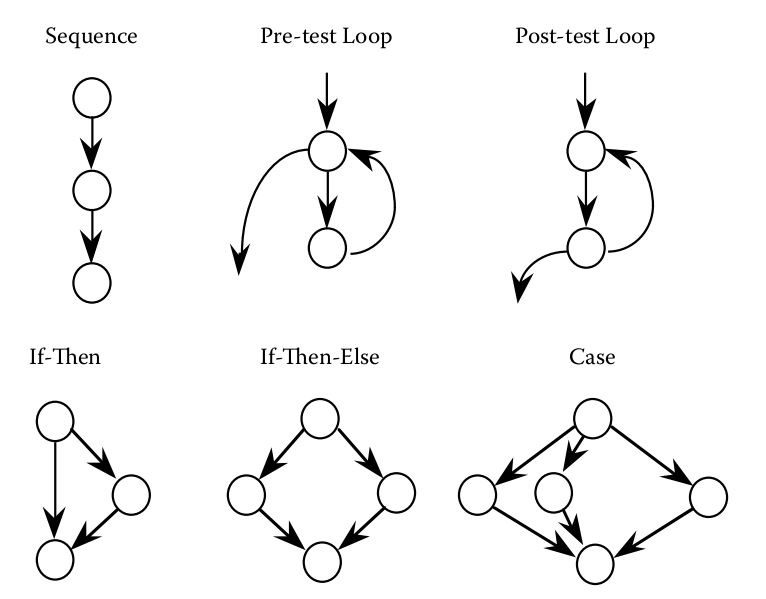 Sequence
Pre-test Loop
Post-test Loop
If-Then
If-Then-Else
Case